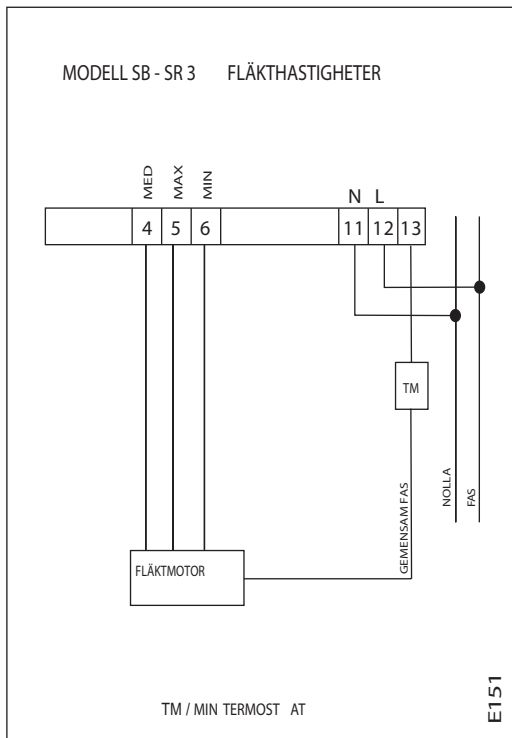 MODELL SB - SR 3 FLÄKTHASTIGHETER
MED
MAX
MIN
N L
4 5 6 11 12 13
TM
GEMENSAM FAS
NOLLA
FAS
FLÄKTMOTOR
TM / MIN TERMOST AT
E151